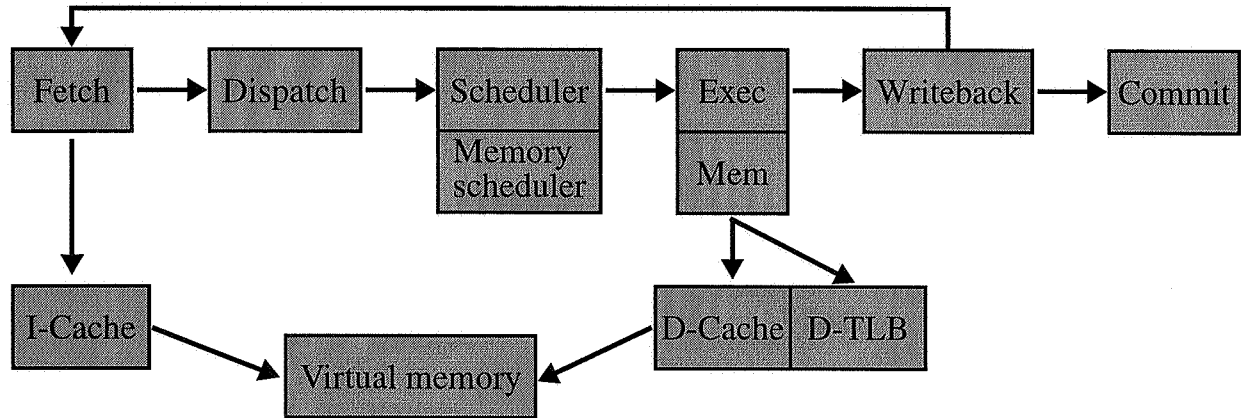 Fetch
Dispatch
Scheduler
Exec
Writeback
Commit
Memory
scheduler
Mem
I-Cache
D-Cache
D-TLB
Virtual memory